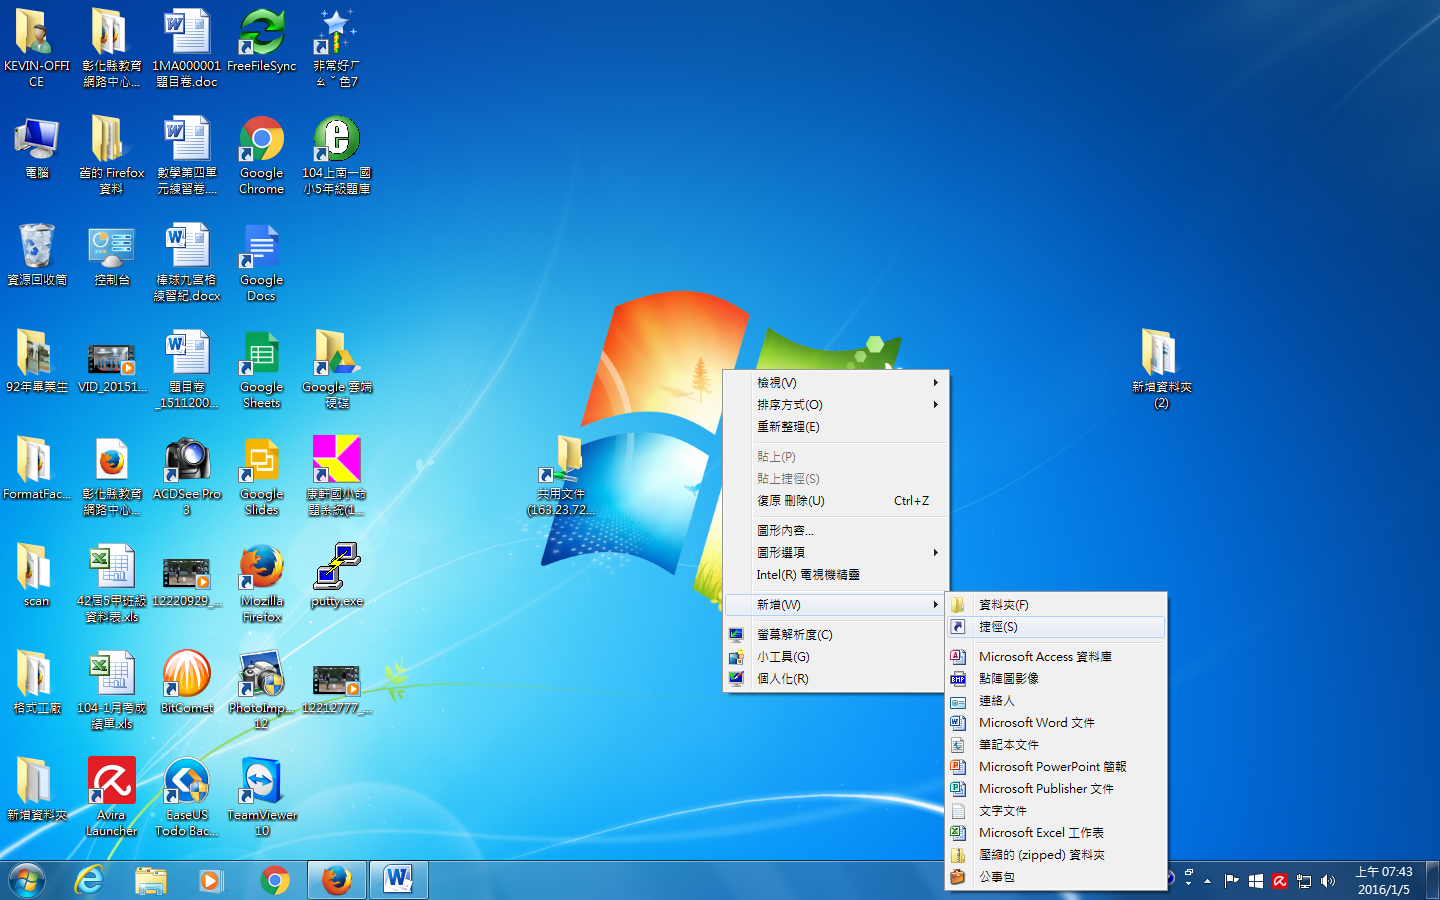 KEVIN-OFFI
CE
彰化縣教育
網路中心...
1MA000001
題目卷.doc
FreeFileSync
非常好ㄏ
ㄠˇ色7
電腦
舊的 Firefox
資料
數學第四單
元練習卷....
Google
Chrome
104上南一國
小5年級題庫
資源回收筒
控制台
棒球九宮格
練習紀.docx
Google
Docs
92年畢業生
VID_20151...
題目卷
_1511200...
Google
Sheets
Google 雲端
硬碟
新增資料夾
(2)
FormatFac...
彰化縣教育
網路中心...
ACDSee Pro
3
Google
Slides
康軒國小命
題系統(1...
共用文件
(163.23.72...
scan
42屆5甲班級
資料表.xls
12220929_...
Mozilla
Firefox
putty.exe
格式工廠
104-1月考成
績單.xls
BitComet
PhotoImp...
12
12212777_...
新增資料夾
Avira
Launcher
EaseUS
Todo Bac...
TeamViewer
10
檢視(V)
排序方式(O)
重新整理(E)
貼上(P)
貼上捷徑(S)
復原 刪除(U) Ctrl+Z
圖形內容...
圖形選項
Intel(R) 電視機精靈
新增(W)
螢幕解析度(C)
小工具(G)
個人化(R)
資料夾(F)
捷徑(S)
Microsoft Access 資料庫
點陣圖影像
連絡人
Microsoft Word 文件
筆記本文件
Microsoft PowerPoint 簡報
Microsoft Publisher 文件
文字文件
Microsoft Excel 工作表
壓縮的 (zipped) 資料夾
公事包
上午 07:43
2016/1/5